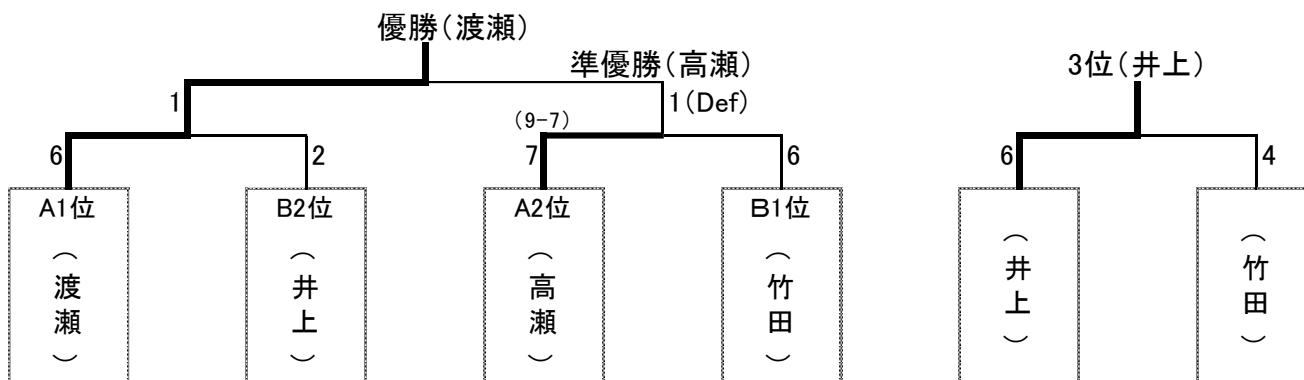 優勝(渡瀬)
準優勝(高瀬)
3位(井上)
1
1(Def)
(9-7)
6
2
7
6
6
4
A1位
B2位
A2位
B1位
(渡瀬)
(井上)
(高瀬)
(竹田)
(井上)
(竹田)